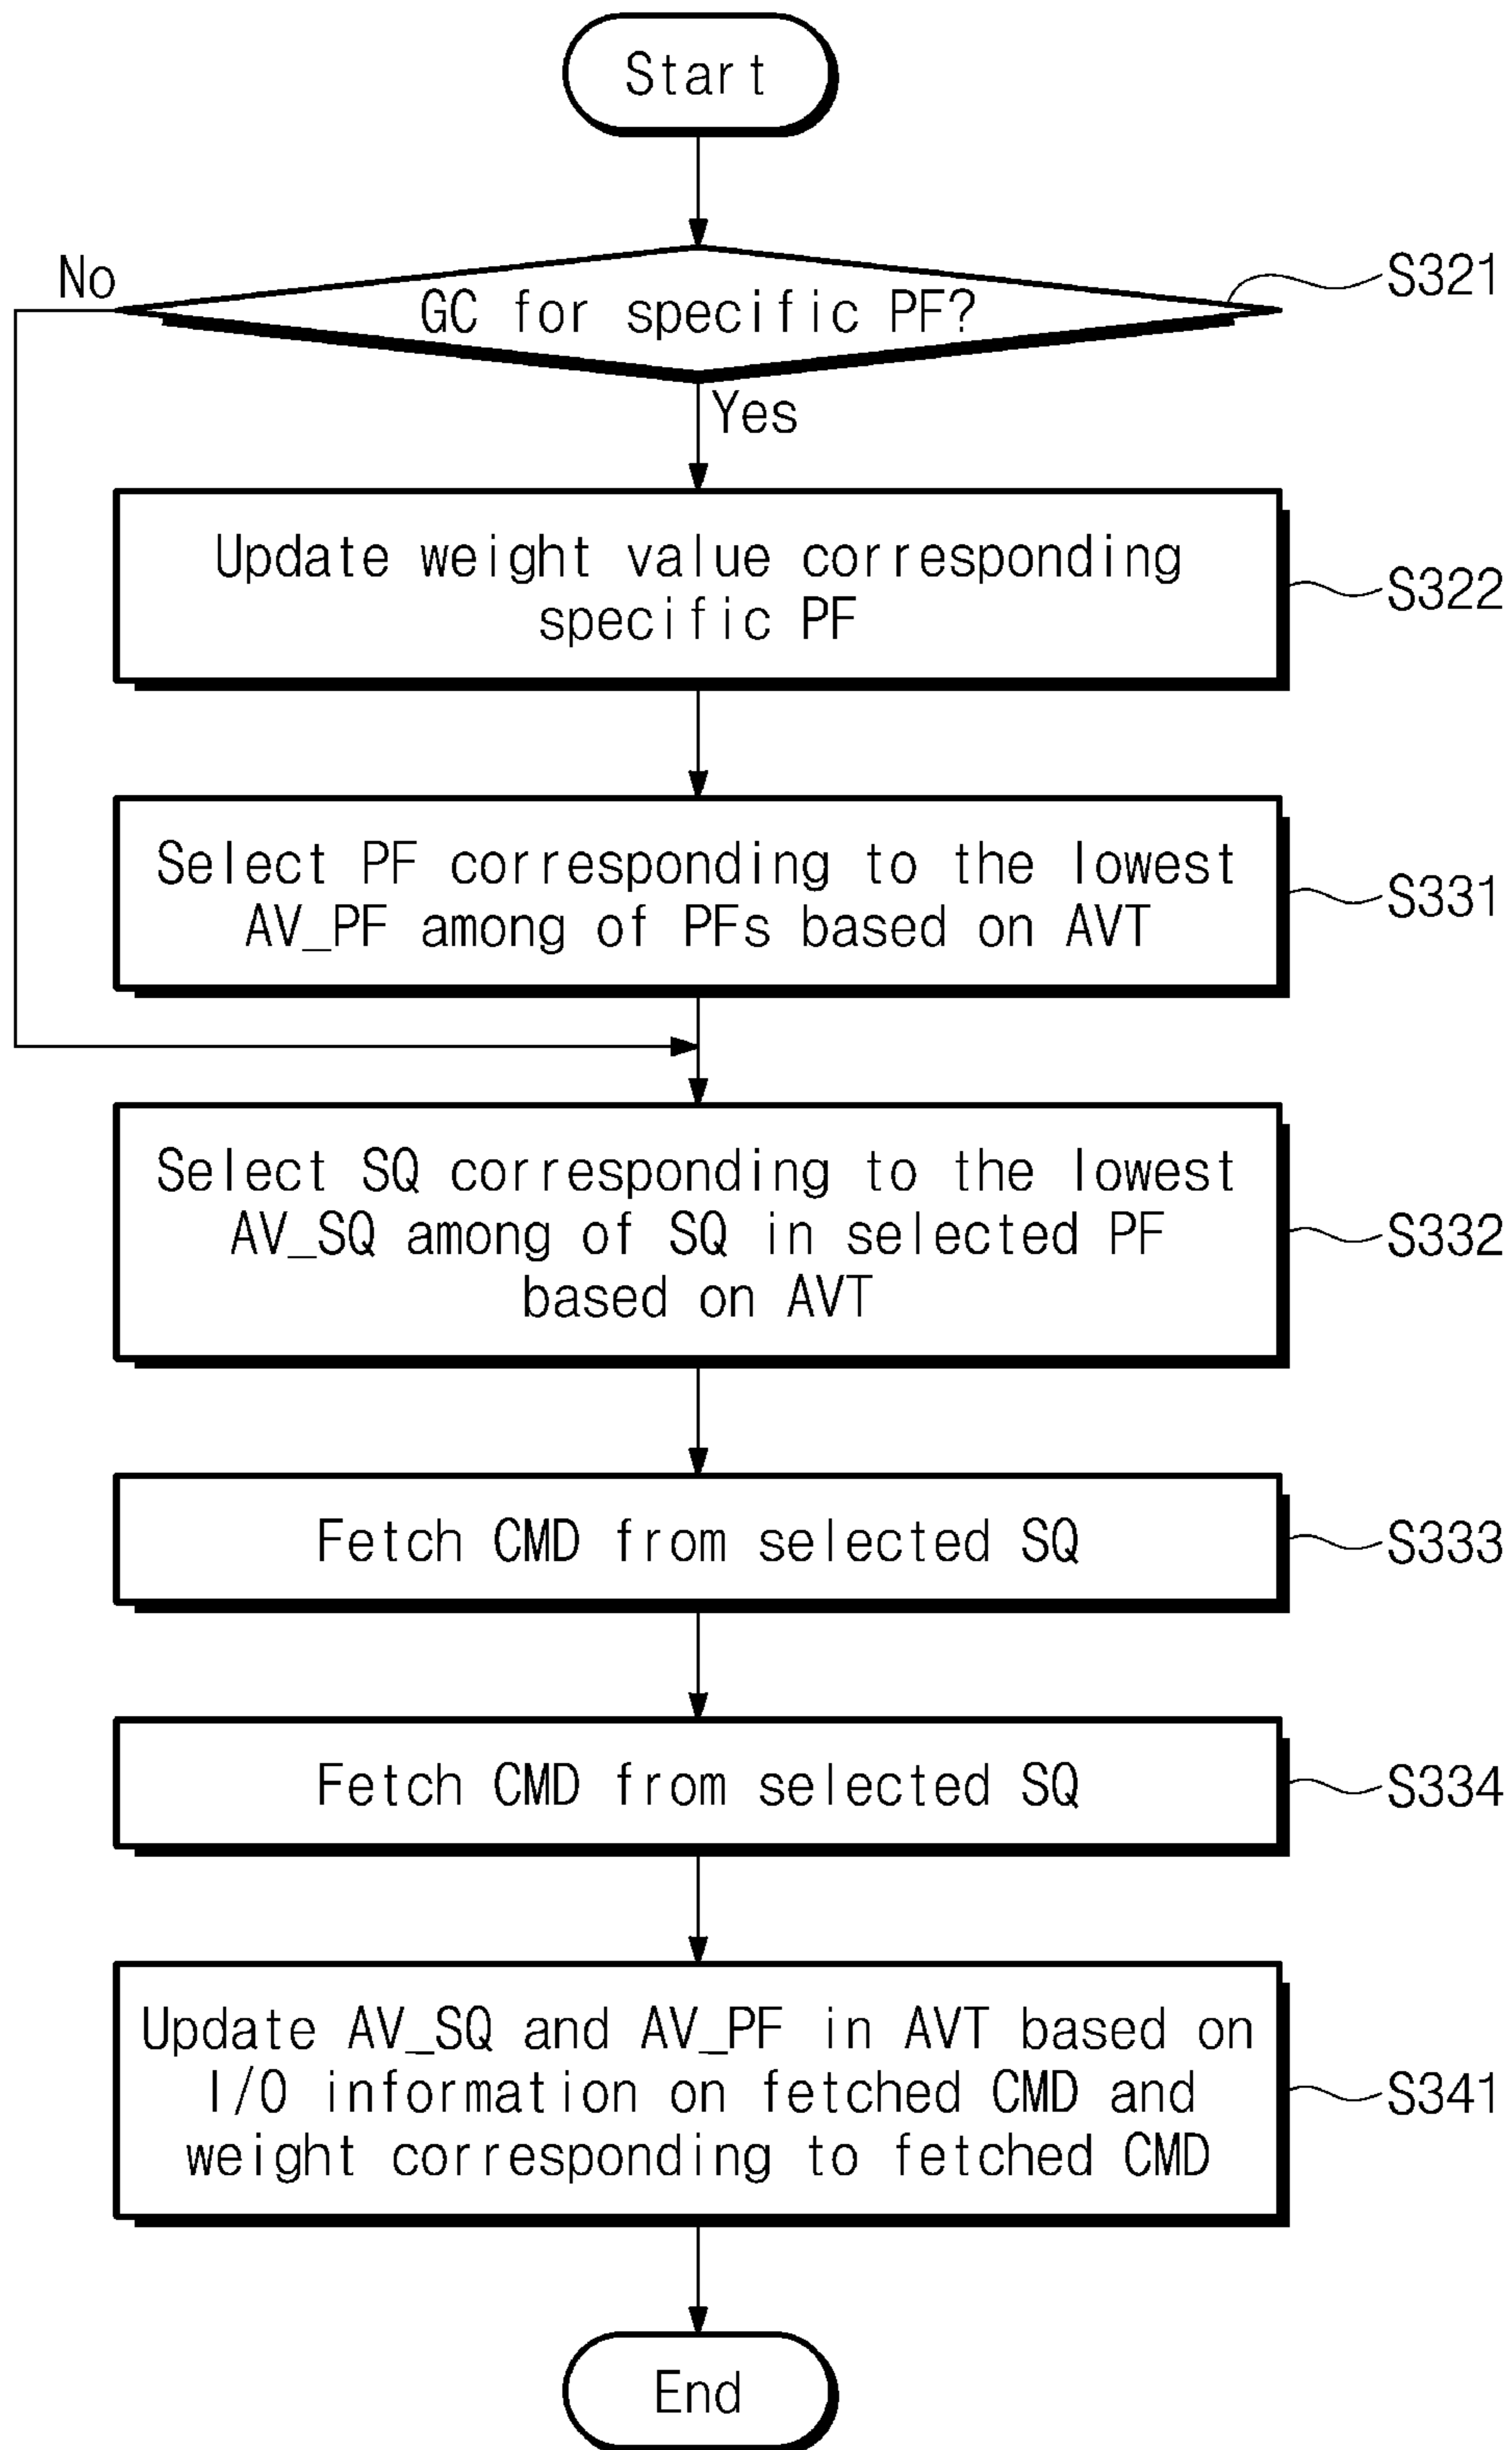 Start
No
GC for specific PF?
S321
Yes
Update weight value corresponding
specific PF
S322
Select PF corresponding to the lowest
AV_PF among of PFs based on AVT
S331
Select SQ corresponding to the lowest
AV_SQ among of SQ in selected PF
based on AVT
S332
Fetch CMD from selected SQ
S333
Fetch CMD from selected SQ
S334
Update AV_SQ and AV_PF in AVT based on
I/O information on fetched CMD and
weight corresponding to fetched CMD
S341
End